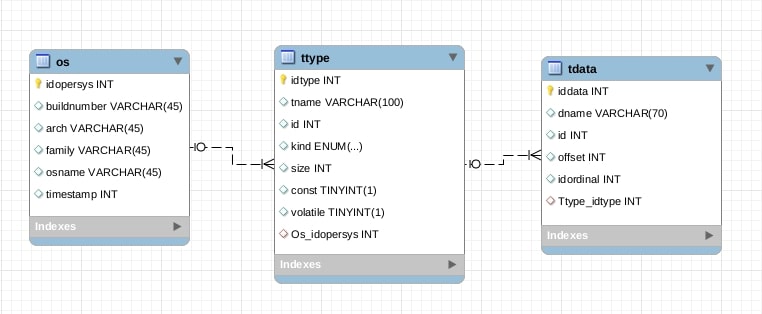 os
idopersys INT
buildnumber VARCHAR(45)
arch VARCHAR(45)
family VARCHAR(45)
osname VARCHAR(45)
timestamp INT
Indexes
ttype
idtype INT
tname VARCHAR(100)
id INT
kind ENUM(...)
size INT
const TINYINT(1)
volatile TINYINT(1)
Os_idopersys INT
Indexes
tdata
iddata INT
dname VARCHAR(70)
id INT
offset INT
idordinal INT
Ttype_idtype INT
Indexes